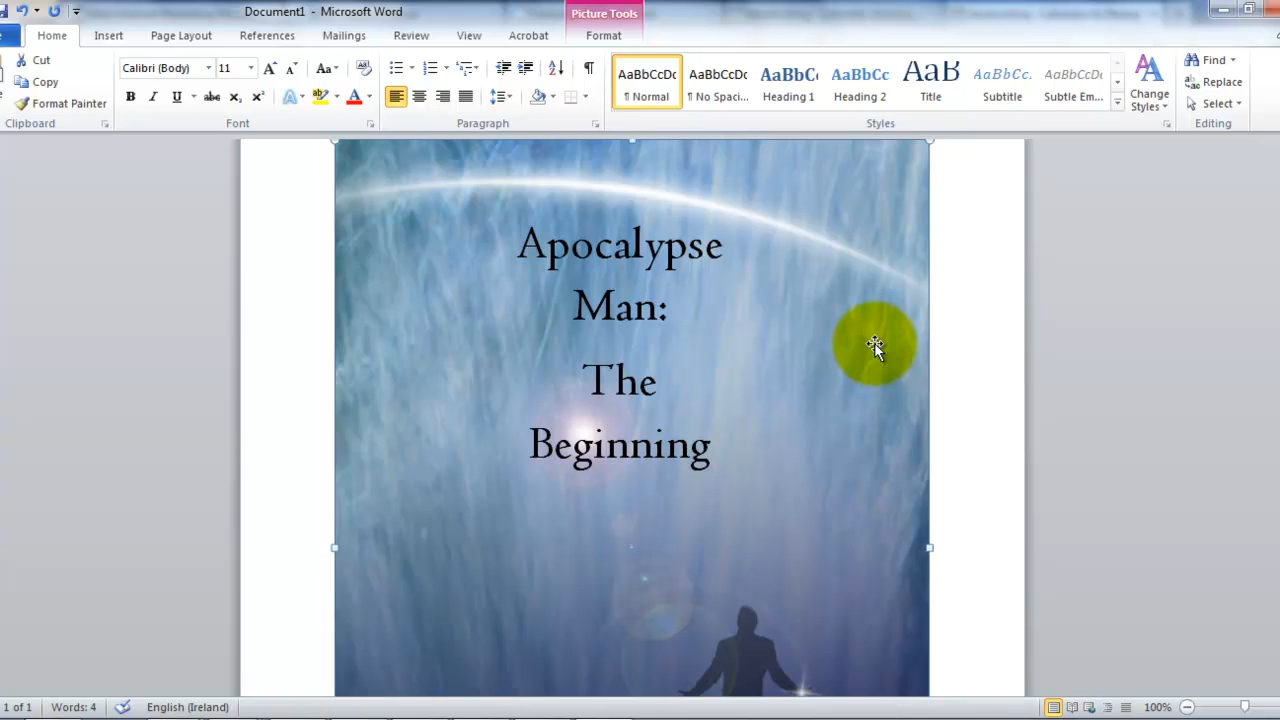 Document1 - Microsoft Word
Picture Tools
Home Insert Page Layout References Mailings Review View Acrobat Format
Cut
Copy
Format Painter
Clipboard
Calibri (Body) 11
Font
Paragraph
AaBbCcDc AaBbCcDc AaBbC AaBbCc AaB AaBbCc. AaBbCcDc
¶ Normal ¶ No Spaci... Heading 1 Heading 2 Title Subtitle Subtle Em...
Styles
Change
Styles
Find
Replace
Select
Editing
Apocalypse
Man:
The
Beginning
1 of 1 Words: 4 English (Ireland) 100%